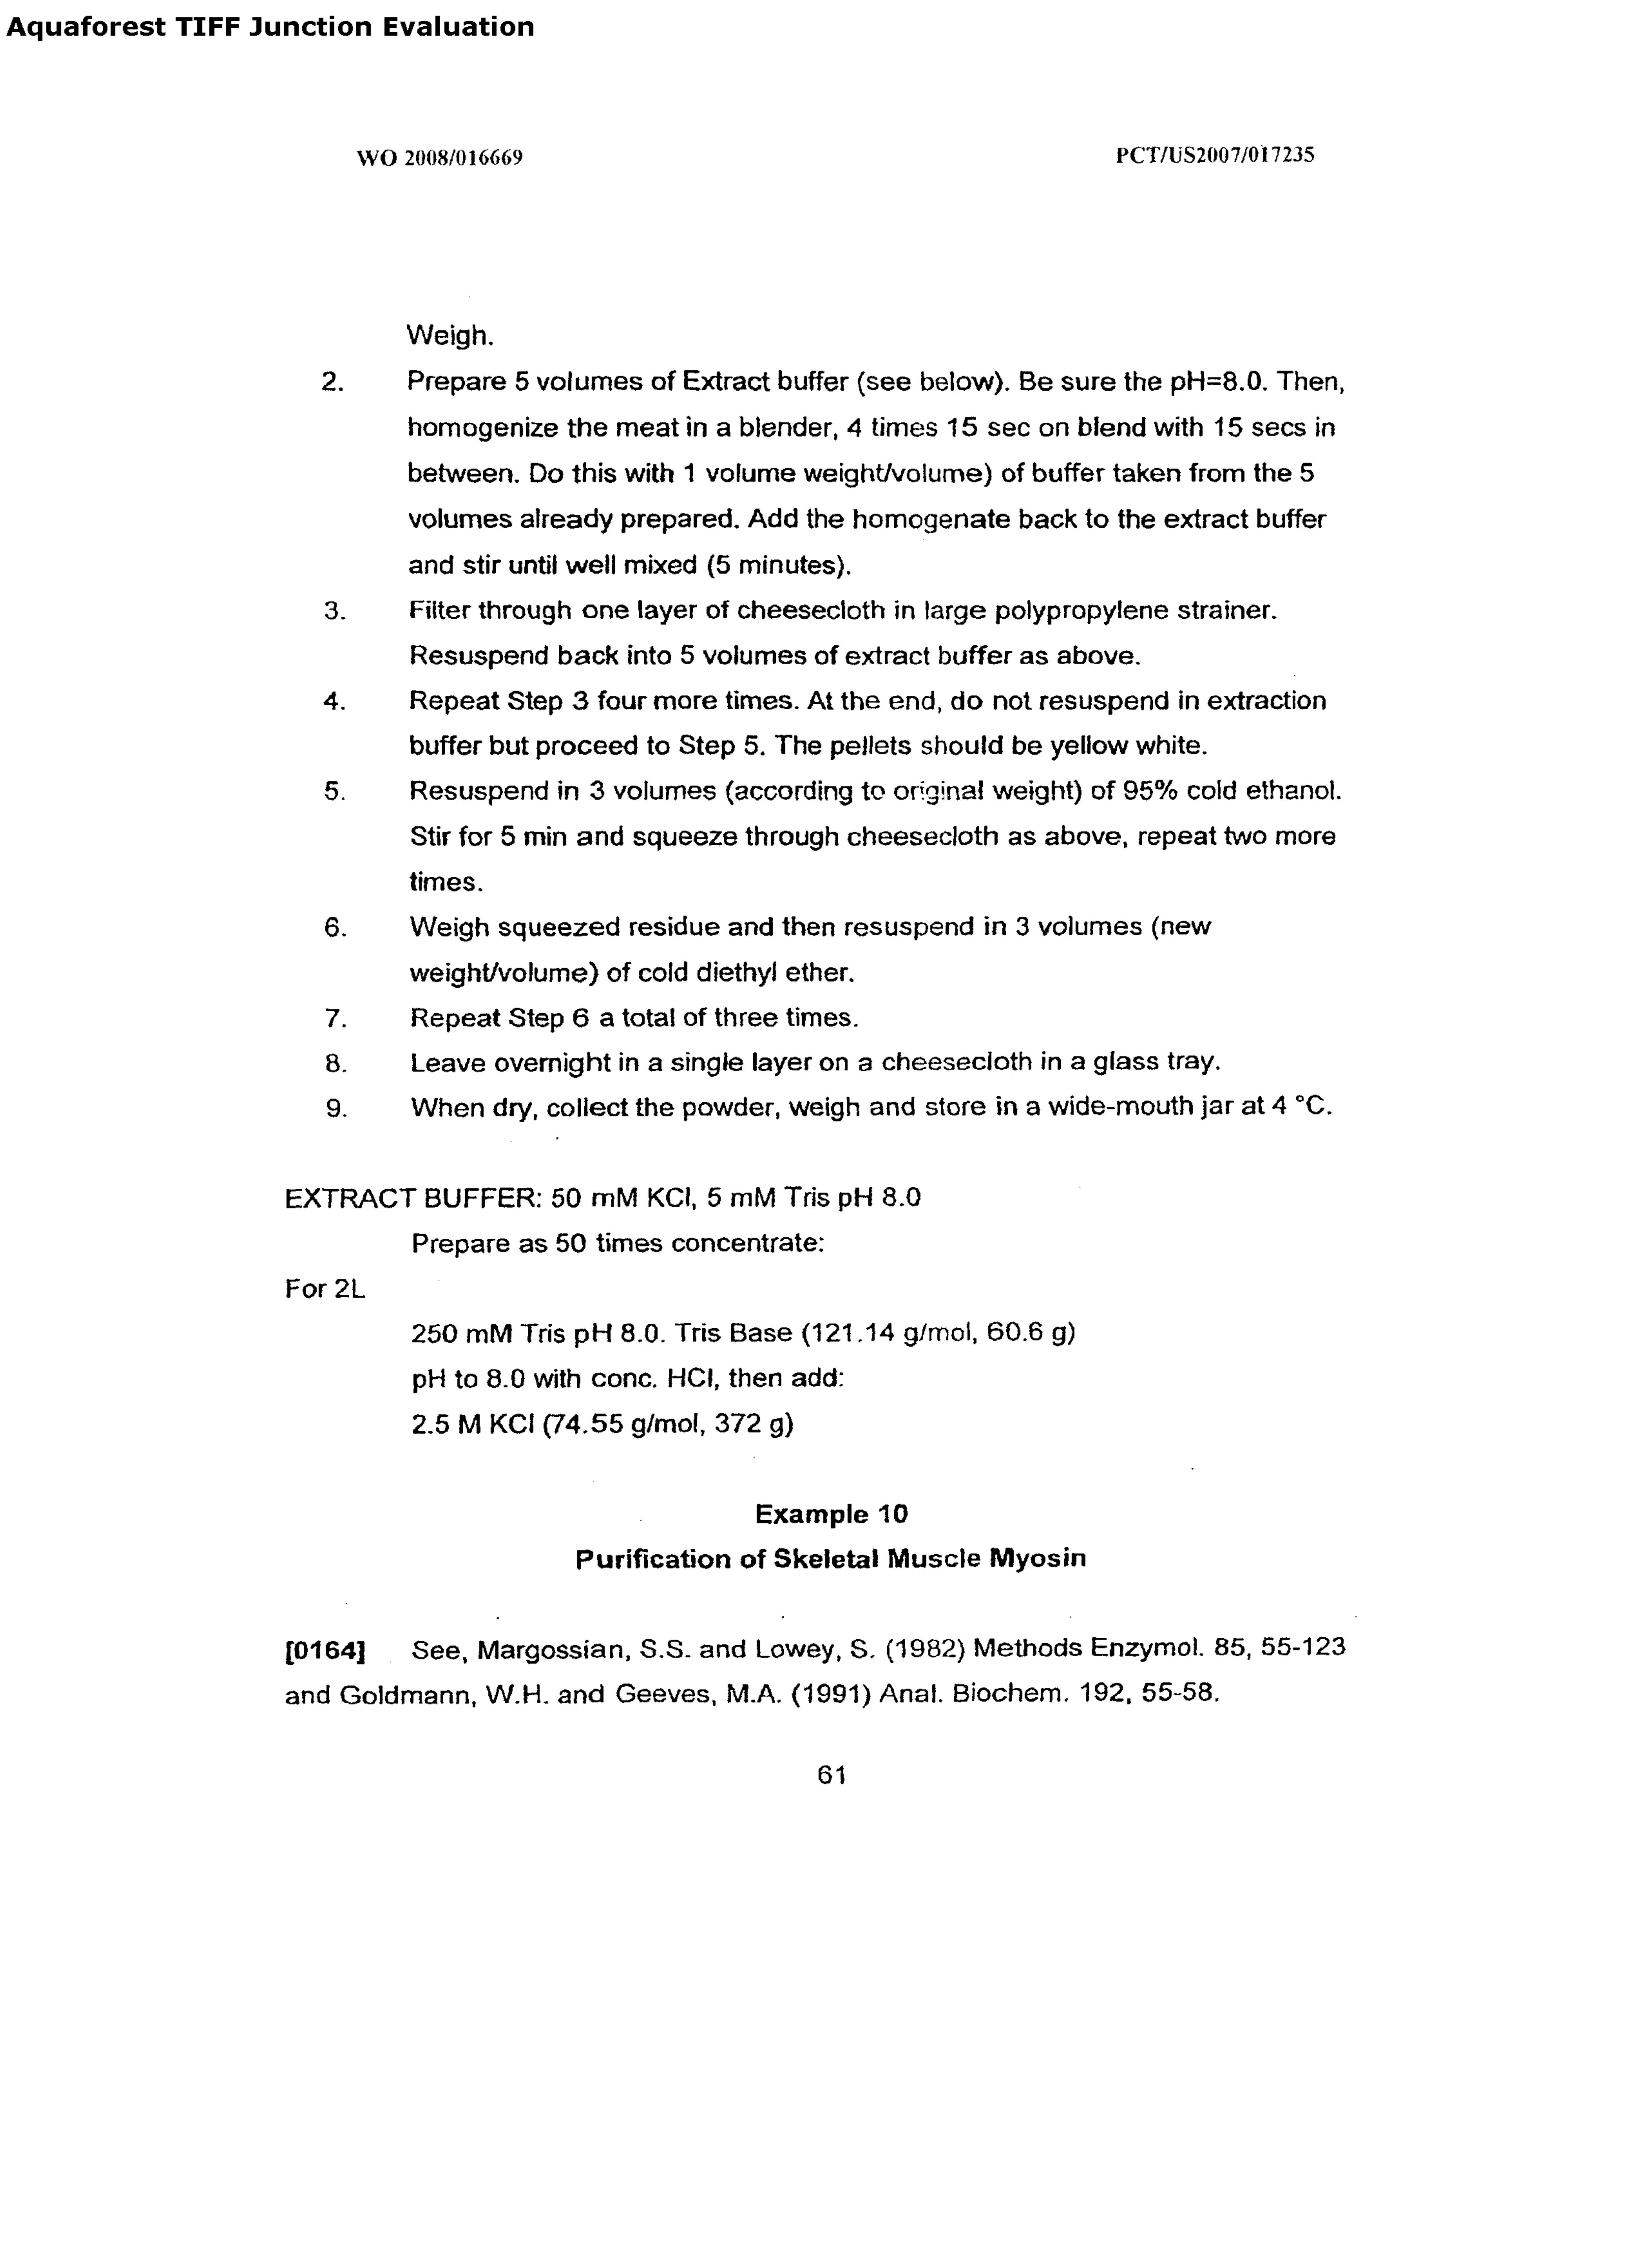 Aquaforest TIFF Junction Evaluation
WO 2008/016669
PCT/US2007/017235
Weigh.
2. Prepare 5 volumes of Extract buffer (see below). Be sure the pH=8.0. Then,
homogenize the meat in a blender, 4 times 15 sec on blend with 15 secs in
between. Do this with 1 volume weight/volume) of buffer taken from the 5
volumes already prepared. Add the homogenate back to the extract buffer
and stir until well mixed (5 minutes).
3. Filter through one layer of cheesecloth in large polypropylene strainer.
Resuspend back into 5 volumes of extract buffer as above.
4. Repeat Step 3 four more times. At the end, do not resuspend in extraction
buffer but proceed to Step 5. The pellets should be yellow white.
5. Resuspend in 3 volumes (according to original weight) of 95% cold ethanol.
Stir for 5 min and squeeze through cheesecloth as above, repeat two more
times.
6. Weigh squeezed residue and then resuspend in 3 volumes (new
weight/volume) of cold diethyl ether.
7. Repeat Step 6 a total of three times.
8. Leave overnight in a single layer on a cheesecloth in a glass tray.
9. When dry, collect the powder, weigh and store in a wide-mouth jar at 4 °C.
EXTRACT BUFFER: 50 mM KCl, 5 mM Tris pH 8.0
Prepare as 50 times concentrate:
For 2L
250 mM Tris pH 8.0. Tris Base (121.14 g/mol, 60.6 g)
pH to 8.0 with conc. HCl, then add:
2.5 M KCl (74.55 g/mol, 372 g)
Example 10
Purification of Skeletal Muscle Myosin
[0164] See, Margossian, S.S. and Lowey, S. (1982) Methods Enzymol. 85, 55-123
and Goldmann, W.H. and Geeves, M.A. (1991) Anal. Biochem. 192, 55-58.
61